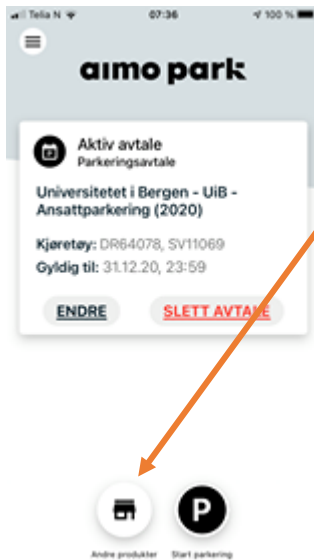 Telia N 07:36 100 %
aimo park
Aktiv avtale
Parkeringsavtale
Universitetet i Bergen - UiB -
Ansattparkering (2020)
Kjøretøy: DR64078, SV11069
Gyldig til: 31.12.20, 23:59
ENDRE SLETT AVTALE
P
Andre produkter Start parkering